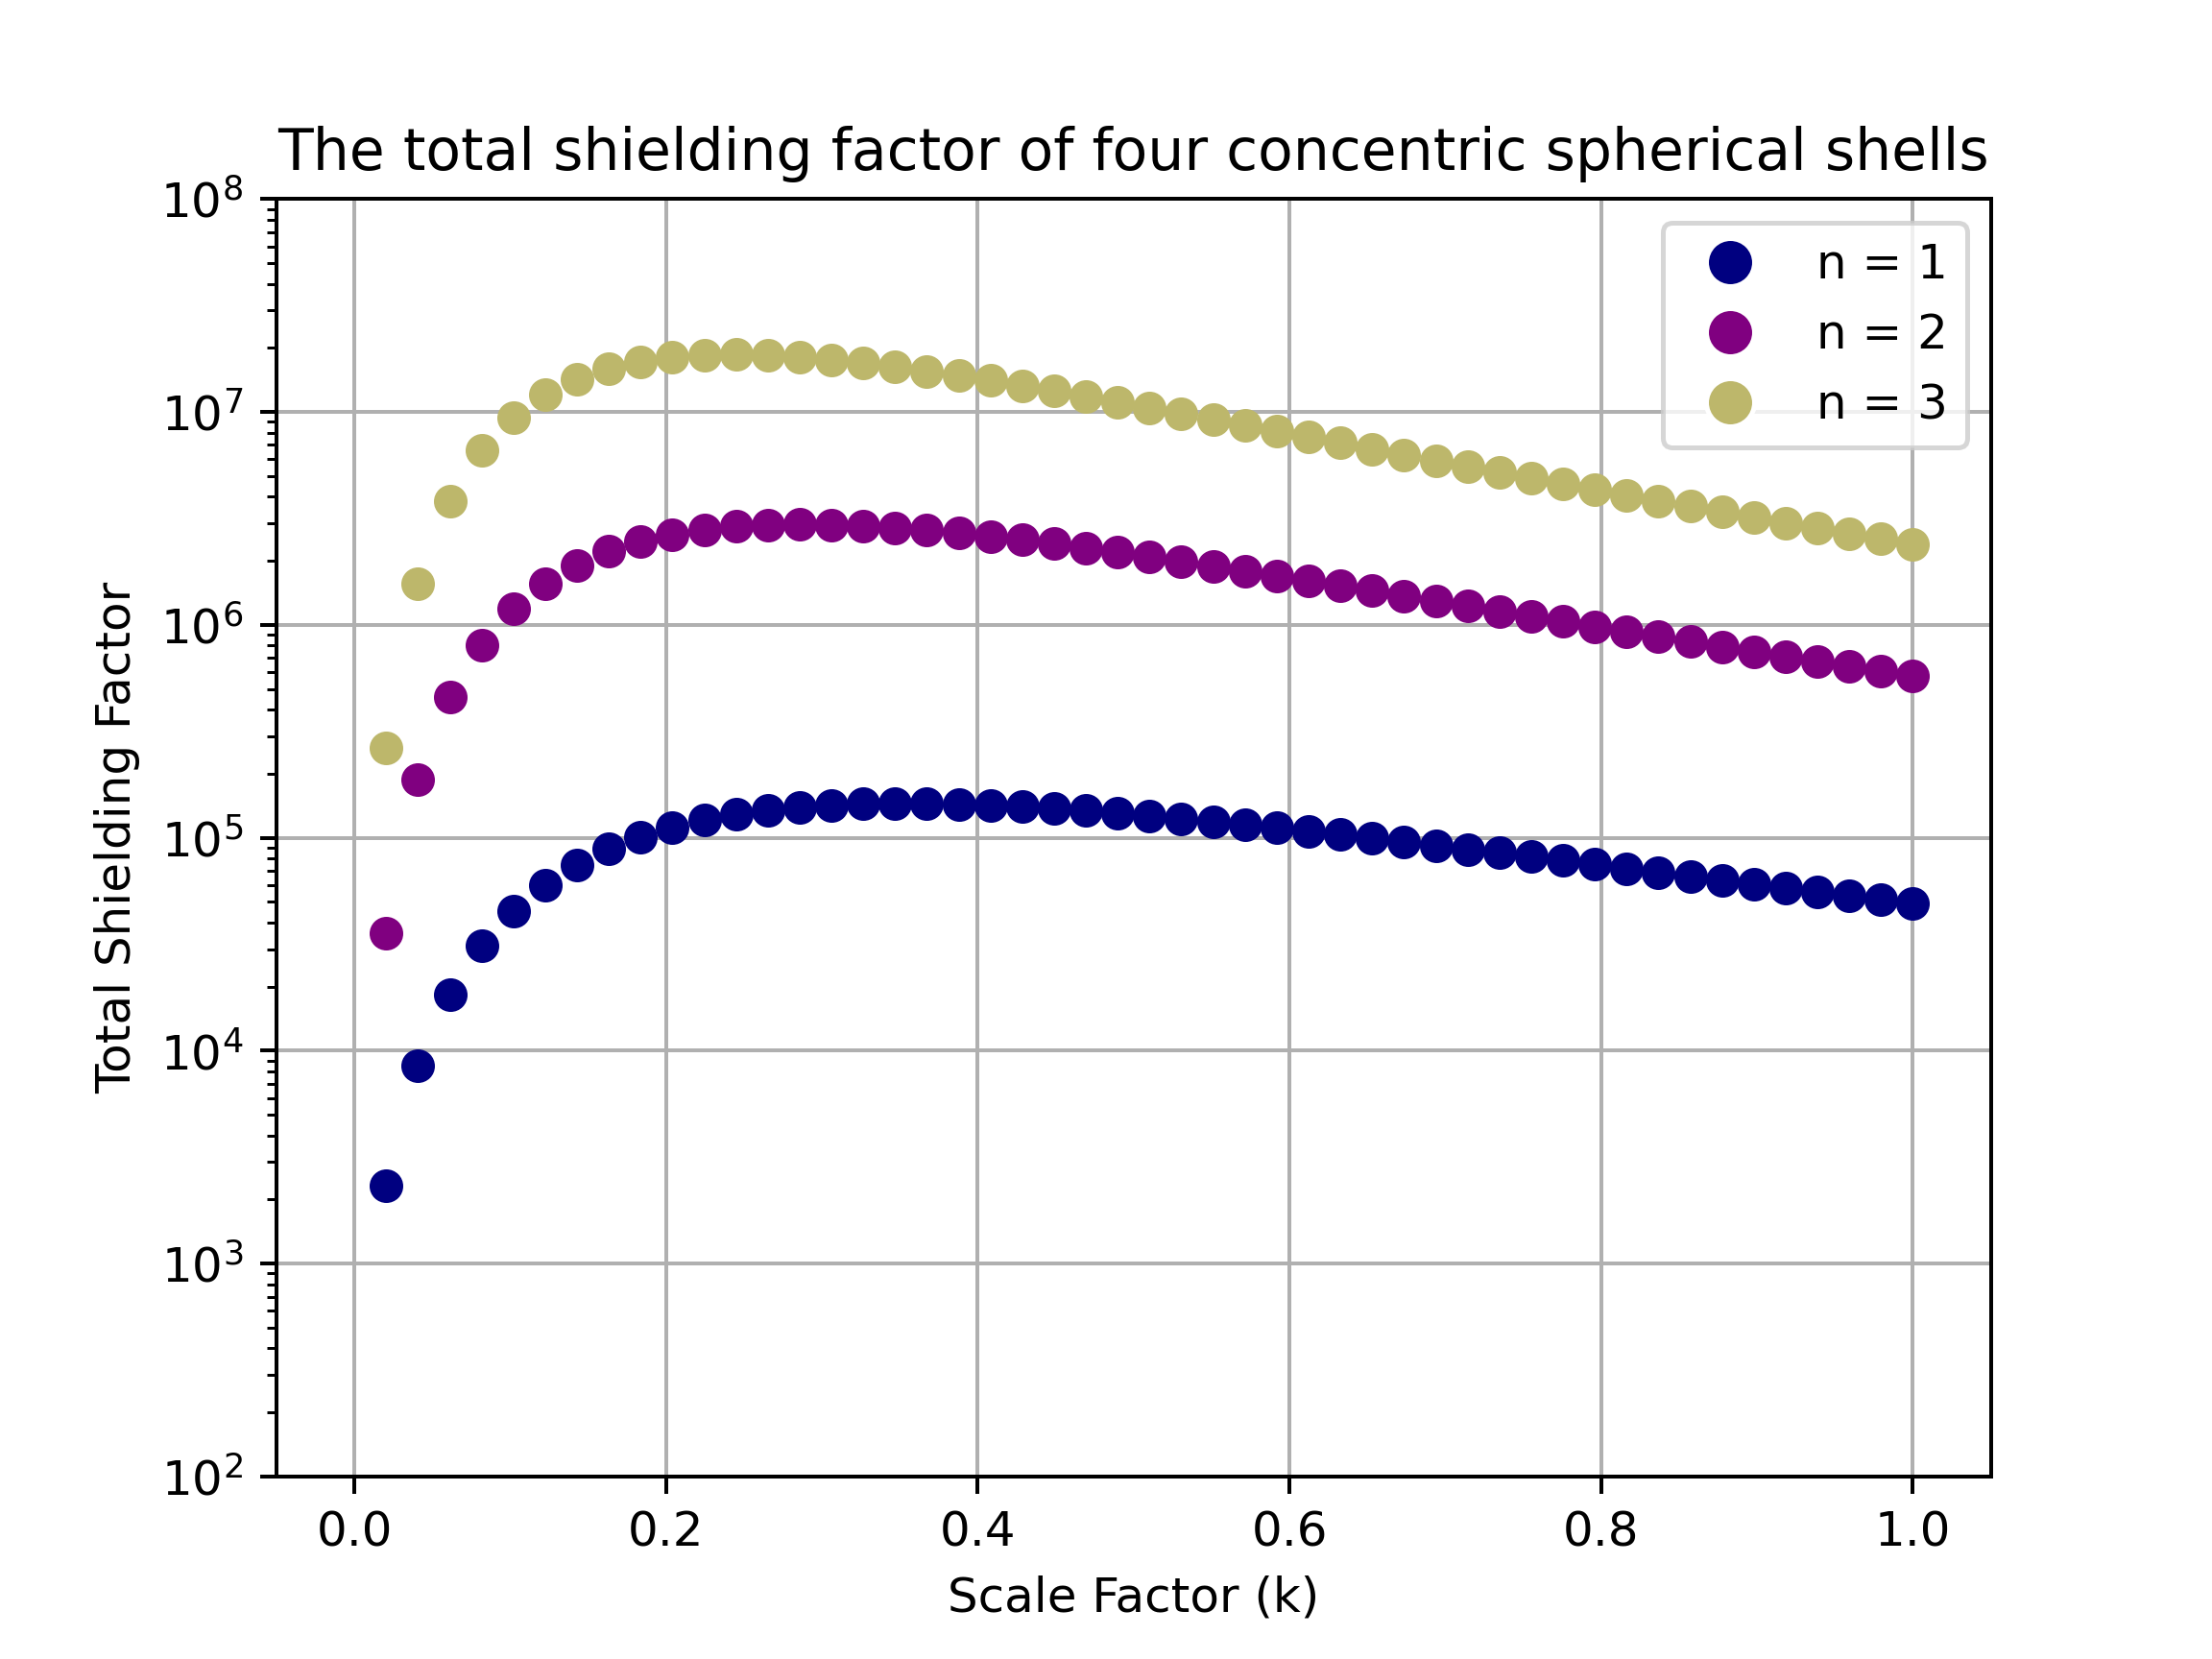 The total shielding factor of four concentric spherical shells
10⁸
10⁷
10⁶
10⁵
10⁴
10³
10²
Total Shielding Factor
n = 1
n = 2
n = 3
0.0 0.2 0.4 0.6 0.8 1.0
Scale Factor (k)